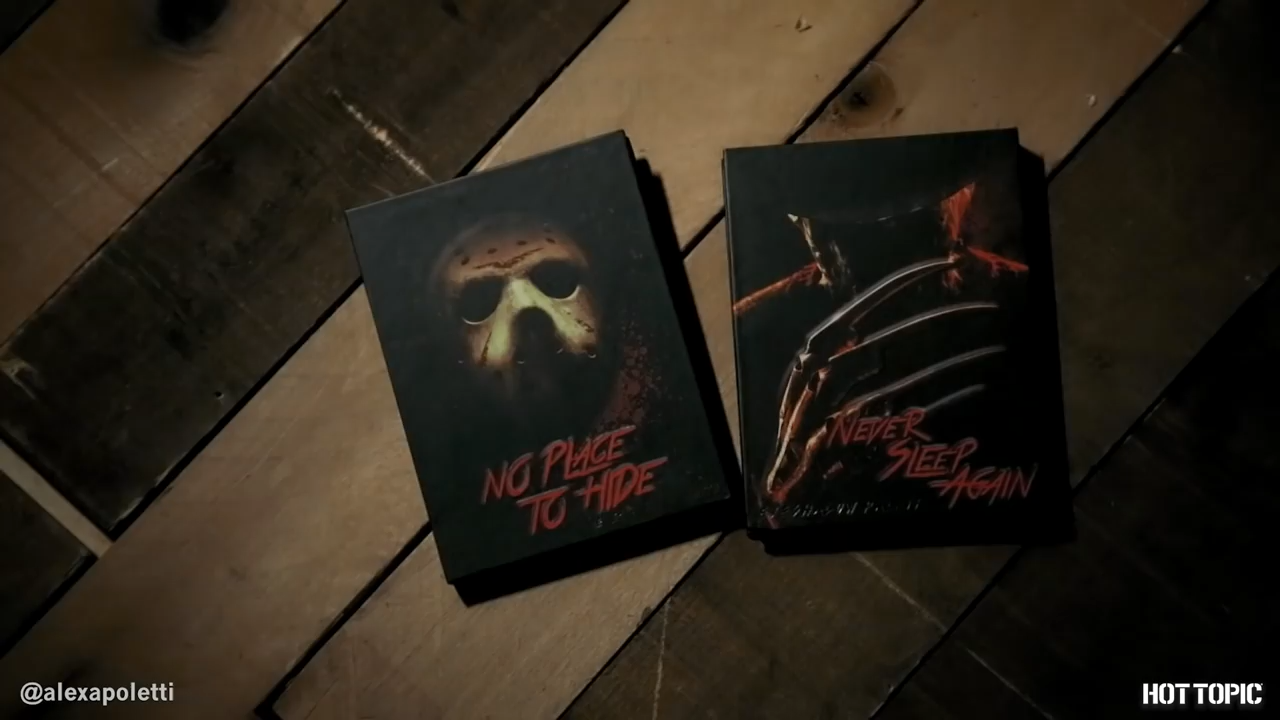 NO PLACE
TO HIDE
NEVER
SLEEP
AGAIN
@alexapoletti
HOT TOPIC